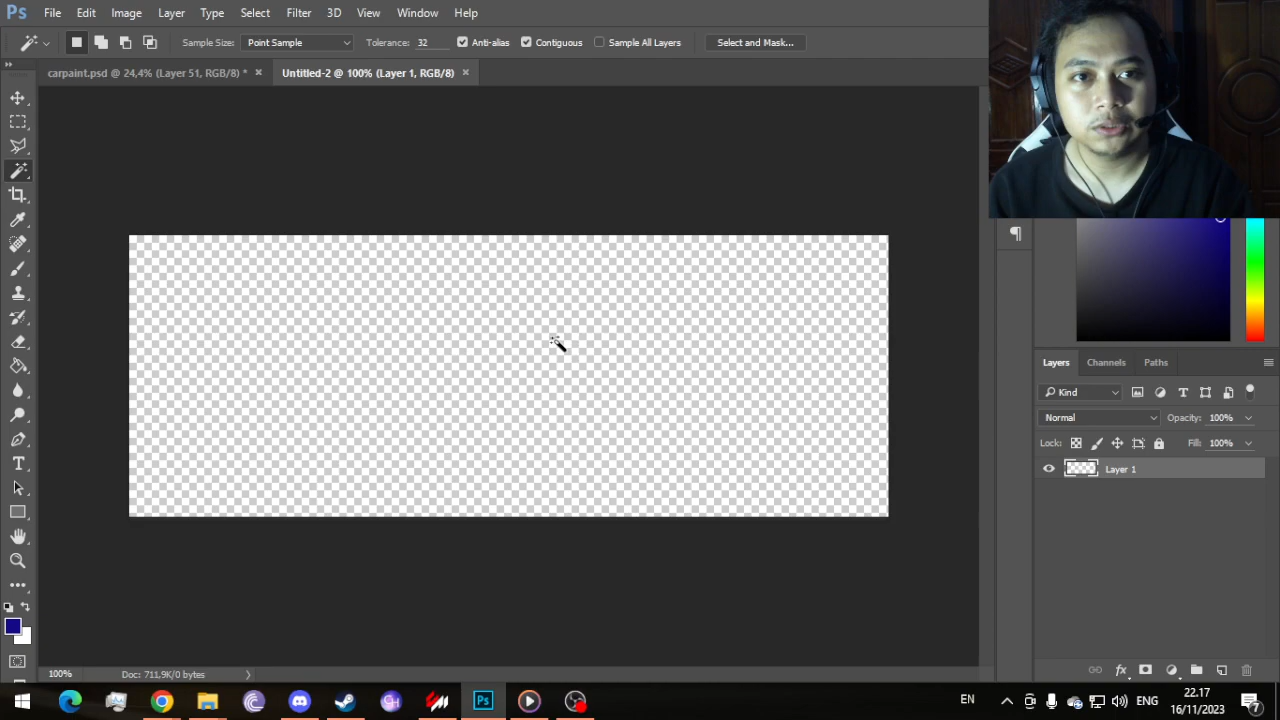 Ps File Edit Image Layer Type Select Filter 3D View Window Help
Sample Size: Point Sample Tolerance: 32 Anti-alias Contiguous Sample All Layers Select and Mask...
carpaint.psd @ 24,4% (Layer 51, RGB/8) * Untitled-2 @ 100% (Layer 1, RGB/8)
Layers Channels Paths
Kind
Normal Opacity: 100%
Lock: Fill: 100%
Layer 1
100% Doc: 711,9K/0 bytes
fx
Ps EN ENG 22.17
16/11/2023 7